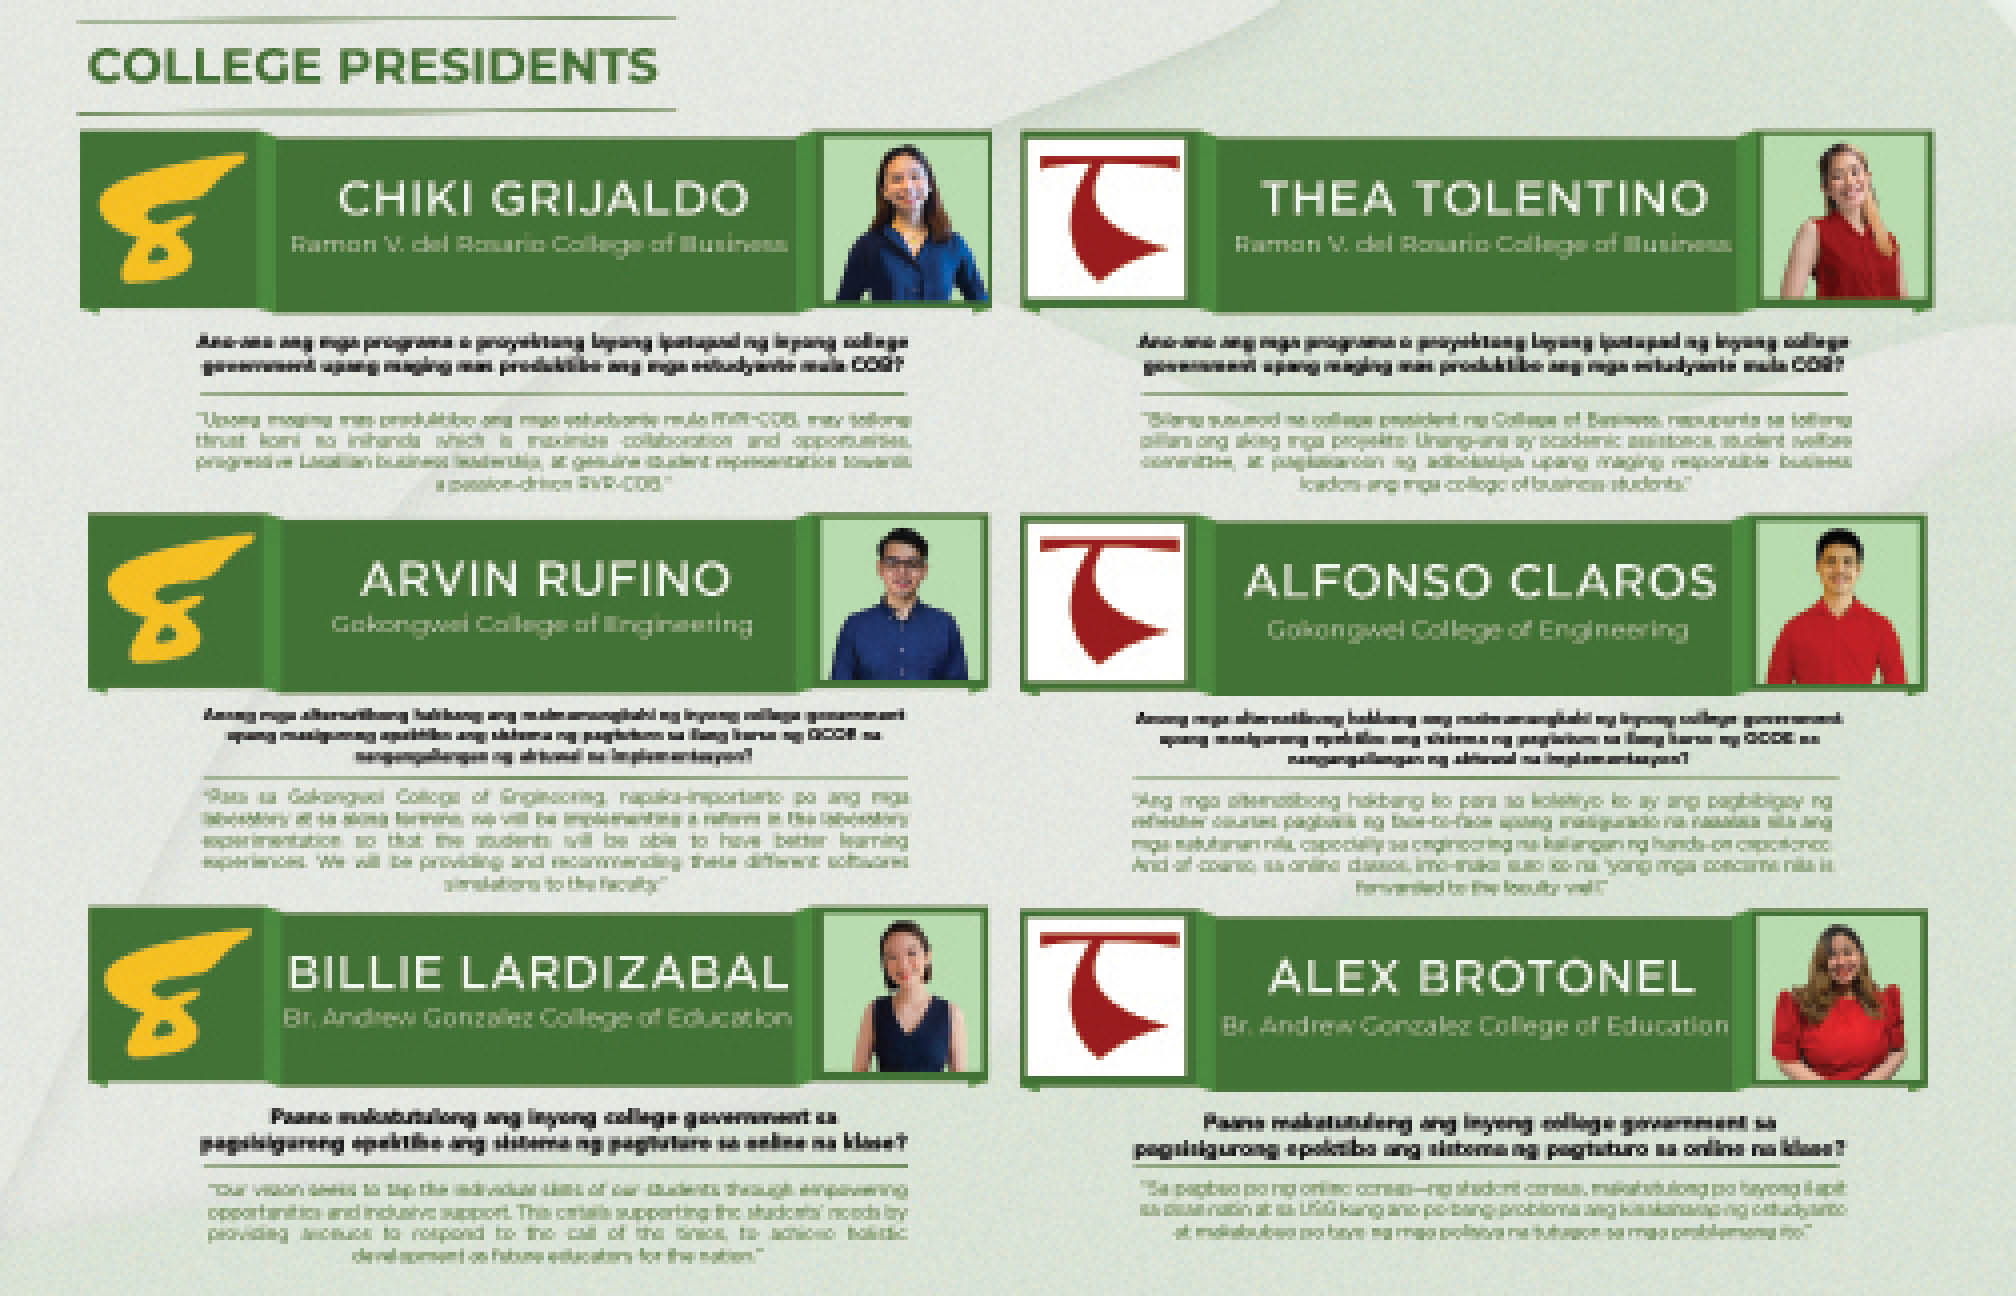 COLLEGE PRESIDENTS
CHIKI GRIJALDO
Ramon V. del Rosario College of Business
Ano-ano ang mga programa o proyektong layong ipatupad ng inyong college
government upang maging mas produktibo ang mga estudyante mula COB?
"Upang maging mas produktibo ang mga estudyante mula RVR-COB, may tatlong
thrust kami na inihanda which is maximize collaboration and opportunities,
progressive Lasallian business leadership, at genuine student representation towards
a passion-driven RVR-COB."
THEA TOLENTINO
Ramon V. del Rosario College of Business
Ano-ano ang mga programa o proyektong layong ipatupad ng inyong college
government upang maging mas produktibo ang mga estudyante mula COB?
"Bilang susunod na college president ng College of Business, napupunta sa tatlong
pillars ang aking mga proyekto: Unang-una ay academic assistance, student welfare
committee, at pagkakaroon ng adbokasiya upang maging responsible business
leaders ang mga college of business students."
ARVIN RUFINO
Gokongwei College of Engineering
Anong mga alternatibong hakbang ang maimumungkahi ng inyong college government
upang masigurong epektibo ang sistema ng pagtuturo sa ilang kurso ng GCOE na
nangangailangan ng aktuwal na implementasyon?
"Para sa Gokongwei College of Engineering, napaka-importante po ang mga
laboratory at sa aking termino, we will be implementing a reform in the laboratory
experimentation so that the students will be able to have better learning
experiences. We will be providing and recommending these different softwares
simulations to the faculty."
ALFONSO CLAROS
Gokongwei College of Engineering
Anong mga alternatibong hakbang ang maimumungkahi ng inyong college government
upang masigurong epektibo ang sistema ng pagtuturo sa ilang kurso ng GCOE na
nangangailangan ng aktuwal na implementasyon?
"Ang mga alternatibong hakbang ko para sa kolehiyo ko ay ang pagbibigay ng
refresher courses pagbalik ng face-to-face upang masigurado na nasa nila ang
mga natutunan nila, especially sa engineering na kailangan ng hands-on experience.
And of course, sa online classes, ima-make sure ko na 'yong mga concerns nila is
forwarded to the faculty well."
BILLIE LARDIZABAL
Br. Andrew Gonzalez College of Education
Paano makatutulong ang inyong college government sa
pagsisigurong epektibo ang sistema ng pagtuturo sa online na klase?
"Our vision seeks to tap the individual skills of our students through empowering
opportunities and inclusive support. This entails supporting the students' needs by
providing avenues to respond to the call of the times, to achieve holistic
development as future educators for the nation."
ALEX BROTONEL
Br. Andrew Gonzalez College of Education
Paano makatutulong ang inyong college government sa
pagsisigurong epektibo ang sistema ng pagtuturo sa online na klase?
"Sa pagbuo po ng online census—ng student census, makatutulong po tayong ilapit
sa atin at sa USG kung ano po bang problema ang kinakaharap ng estudyante
at makabubuo po tayo ng mga polisiya na tutugon sa mga problemang ito."